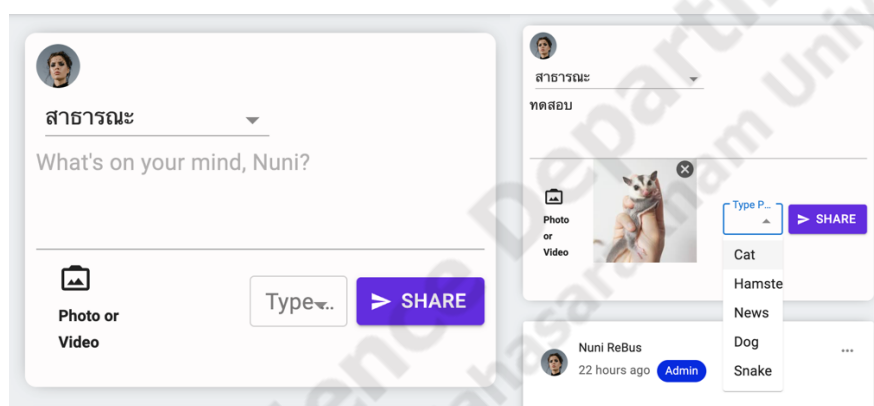 สาธารณะ
What's on your mind, Nuni?
Photo or
Video
Type...
SHARE
สาธารณะ
ทดสอบ
Photo
or
Video
Type P...
SHARE
Cat
Hamste
News
Dog
Snake
Nuni ReBus
22 hours ago Admin